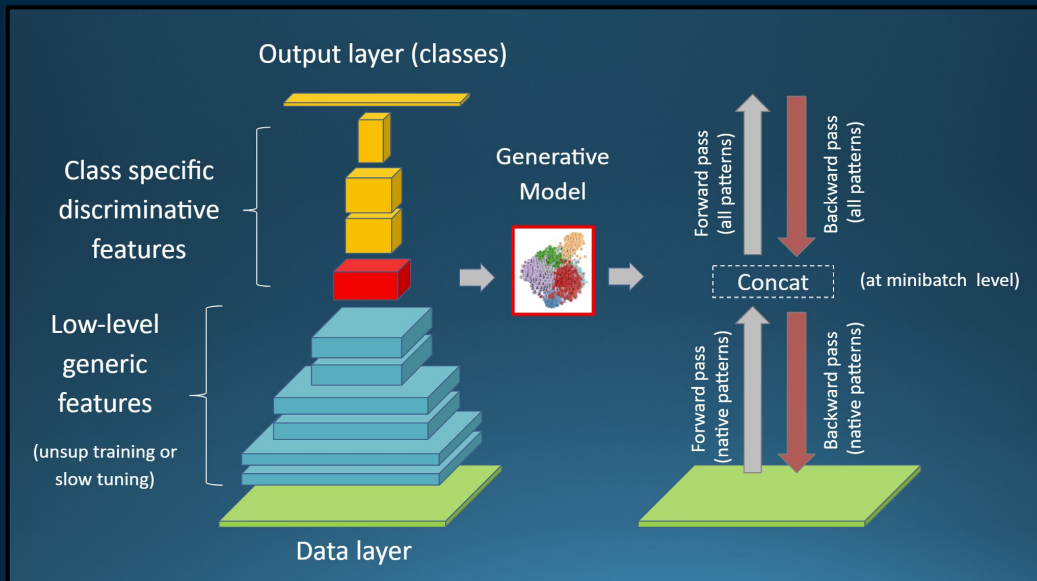 Output layer (classes)
Class specific
discriminative
features
Low-level
generic
features
(unsup training or
slow tuning)
Data layer
Generative
Model
Forward pass
(all patterns)
Backward pass
(all patterns)
Concat
(at minibatch level)
Forward pass
(native patterns)
Backward pass
(native patterns)